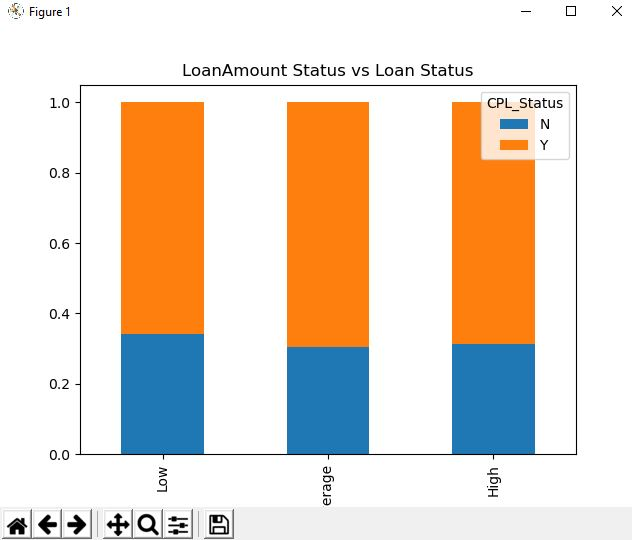 Figure 1
LoanAmount Status vs Loan Status
CPL_Status
N
Y
1.0
0.8
0.6
0.4
0.2
0.0
Low
erage
High